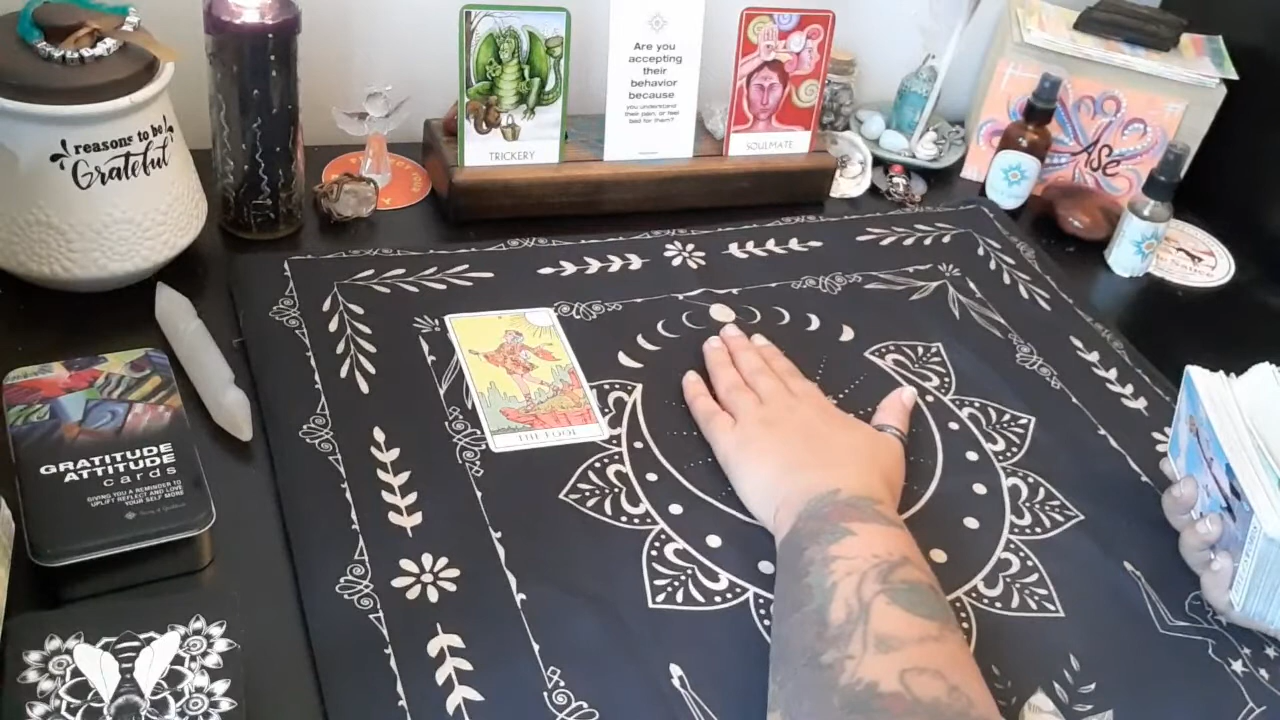 reasons to be
Grateful
TRICKERY
Are you
accepting
their
behavior
because
you understand
their pain, or feel
bad for them?
SOULMATE
Ase
THE FOOL
GRATITUDE
ATTITUDE
cards
GIVING YOU A REMINDER TO
UPLIFT REFLECT AND LOVE
YOUR SELF MORE